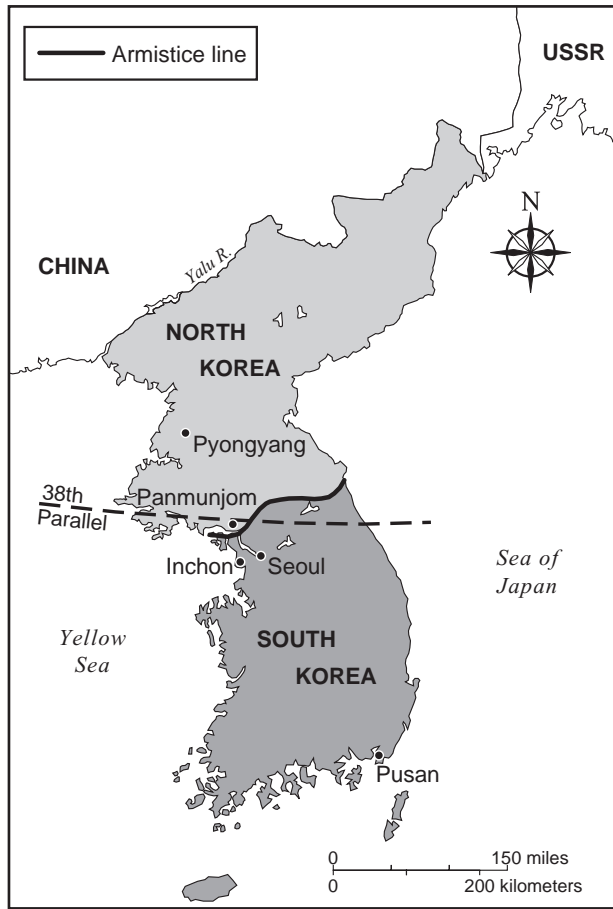 Armistice line
USSR
N
CHINA
Yalu R.
NORTH
KOREA
Pyongyang
38th
Parallel
Panmunjom
Inchon
Seoul
Sea of
Japan
Yellow
Sea
SOUTH
KOREA
Pusan
0 150 miles
0 200 kilometers